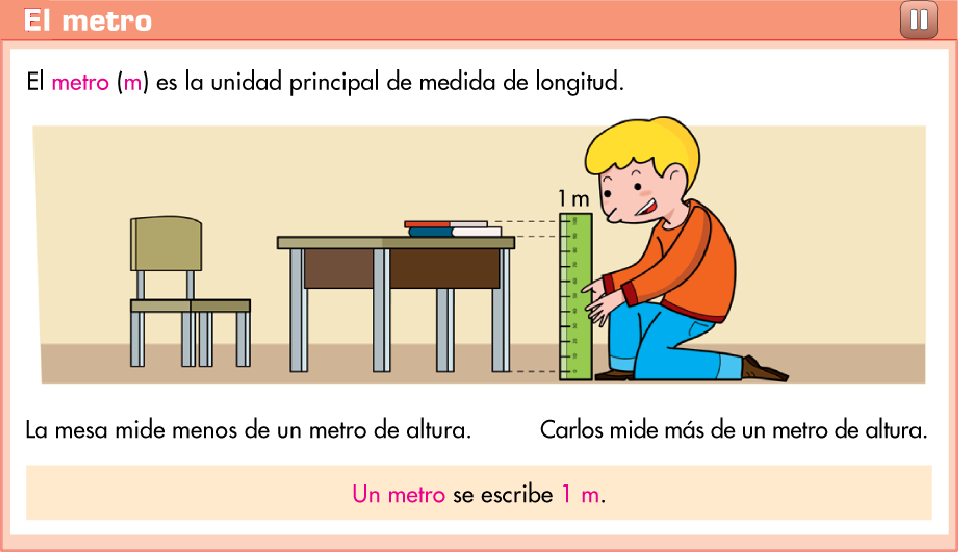 El metro
El metro (m) es la unidad principal de medida de longitud.
1 m
La mesa mide menos de un metro de altura.
Carlos mide más de un metro de altura.
Un metro se escribe 1 m.